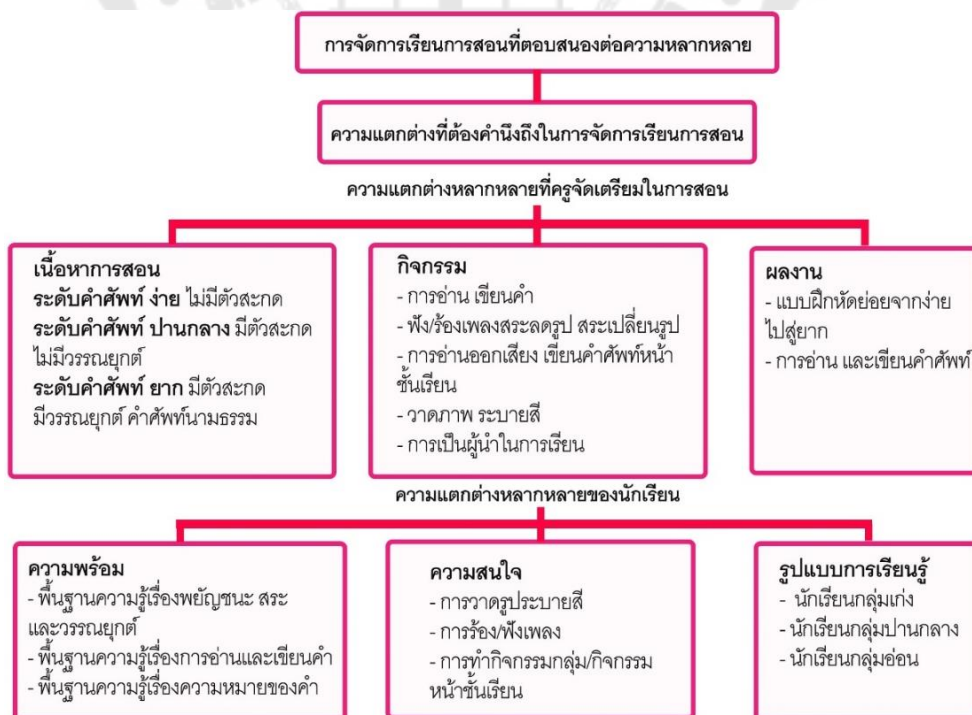 การจัดการเรียนการสอนที่ตอบสนองต่อความหลากหลาย
ความแตกต่างที่ต้องคำนึงถึงในการจัดการเรียนการสอน
ความแตกต่างหลากหลายที่ครูจัดเตรียมในการสอน
เนื้อหาการสอน
ระดับคำศัพท์ ง่าย ไม่มีตัวสะกด
ระดับคำศัพท์ ปานกลาง มีตัวสะกด
ไม่มีวรรณยุกต์
ระดับคำศัพท์ ยาก มีตัวสะกด
มีวรรณยุกต์ คำศัพท์นามธรรม
กิจกรรม
- การอ่าน เขียนคำ
- ฟัง/ร้องเพลงสระลดรูป สระเปลี่ยนรูป
- การอ่านออกเสียง เขียนคำศัพท์หน้า
ชั้นเรียน
- วาดภาพ ระบายสี
- การเป็นผู้นำในการเรียน
ผลงาน
- แบบฝึกหัดย่อยจากง่าย
ไปสู่ยาก
- การอ่าน และเขียนคำศัพท์
ความแตกต่างหลากหลายของนักเรียน
ความพร้อม
- พื้นฐานความรู้เรื่องพยัญชนะ สระ
และวรรณยุกต์
- พื้นฐานความรู้เรื่องการอ่านและเขียนคำ
- พื้นฐานความรู้เรื่องความหมายของคำ
ความสนใจ
- การวาดรูประบายสี
- การร้อง/ฟังเพลง
- การทำกิจกรรมกลุ่ม/กิจกรรม
หน้าชั้นเรียน
รูปแบบการเรียนรู้
- นักเรียนกลุ่มเก่ง
- นักเรียนกลุ่มปานกลาง
- นักเรียนกลุ่มอ่อน